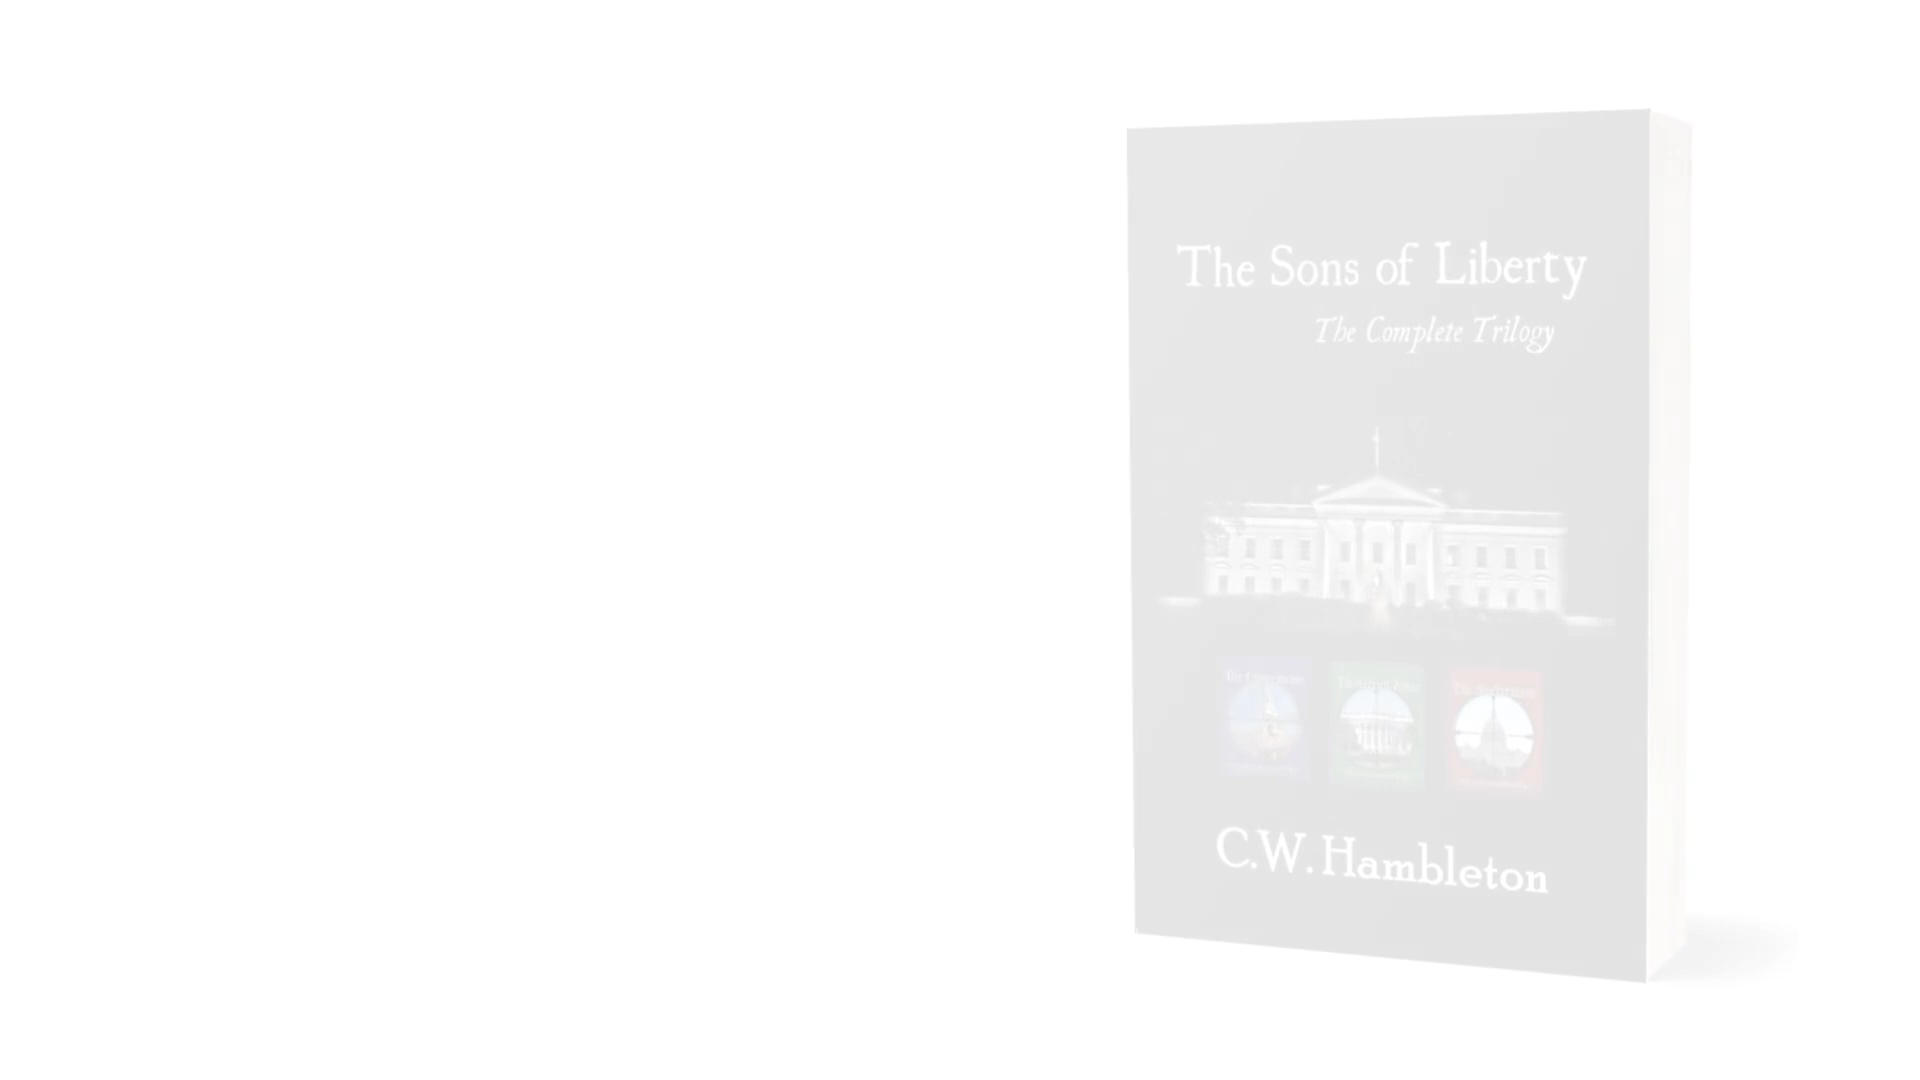 The Sons of Liberty
The Complete Trilogy
C.W. Hambleton